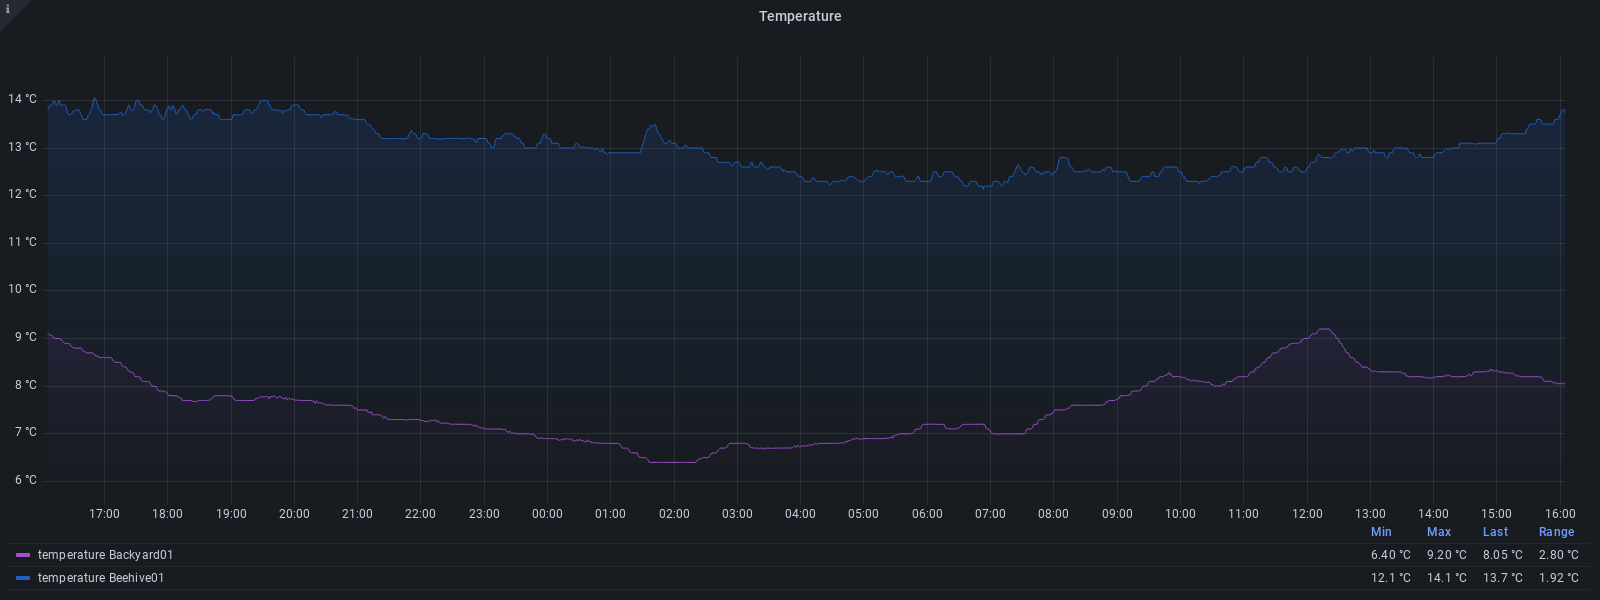 i
Temperature
14 °C
13 °C
12 °C
11 °C
10 °C
9 °C
8 °C
7 °C
6 °C
17:00 18:00 19:00 20:00 21:00 22:00 23:00 00:00 01:00 02:00 03:00 04:00 05:00 06:00 07:00 08:00 09:00 10:00 11:00 12:00 13:00 14:00 15:00 16:00
Min Max Last Range
temperature Backyard01 6.40 °C 9.20 °C 8.05 °C 2.80 °C
temperature Beehive01 12.1 °C 14.1 °C 13.7 °C 1.92 °C